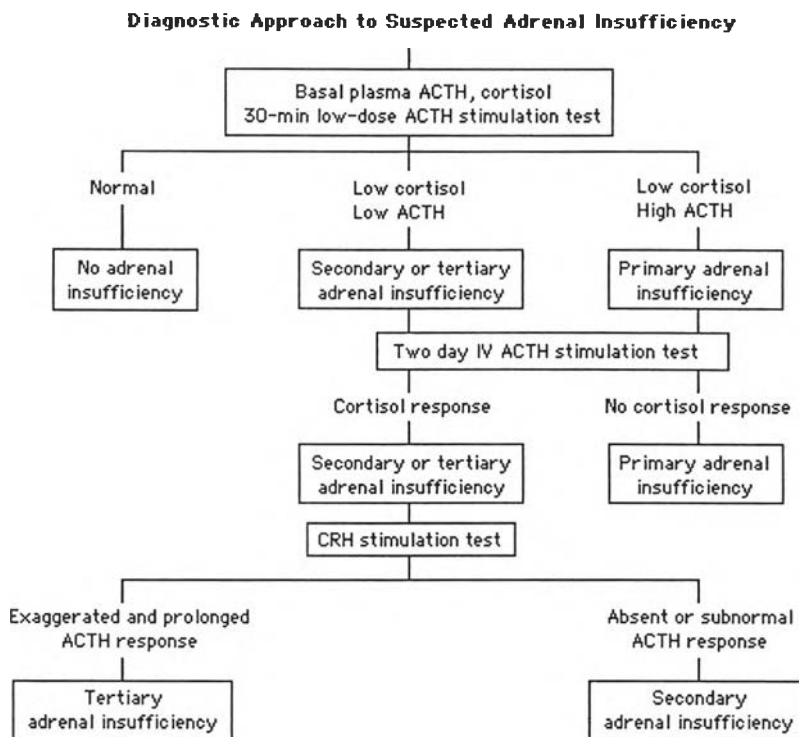 Diagnostic Approach to Suspected Adrenal Insufficiency
Basal plasma ACTH, cortisol
30-min low-dose ACTH stimulation test
Normal
Low cortisol
Low ACTH
Low cortisol
High ACTH
No adrenal
insufficiency
Secondary or tertiary
adrenal insufficiency
Primary adrenal
insufficiency
Two day IV ACTH stimulation test
Cortisol response
No cortisol response
Secondary or tertiary
adrenal insufficiency
Primary adrenal
insufficiency
CRH stimulation test
Exaggerated and prolonged
ACTH response
Absent or subnormal
ACTH response
Tertiary
adrenal insufficiency
Secondary
adrenal insufficiency